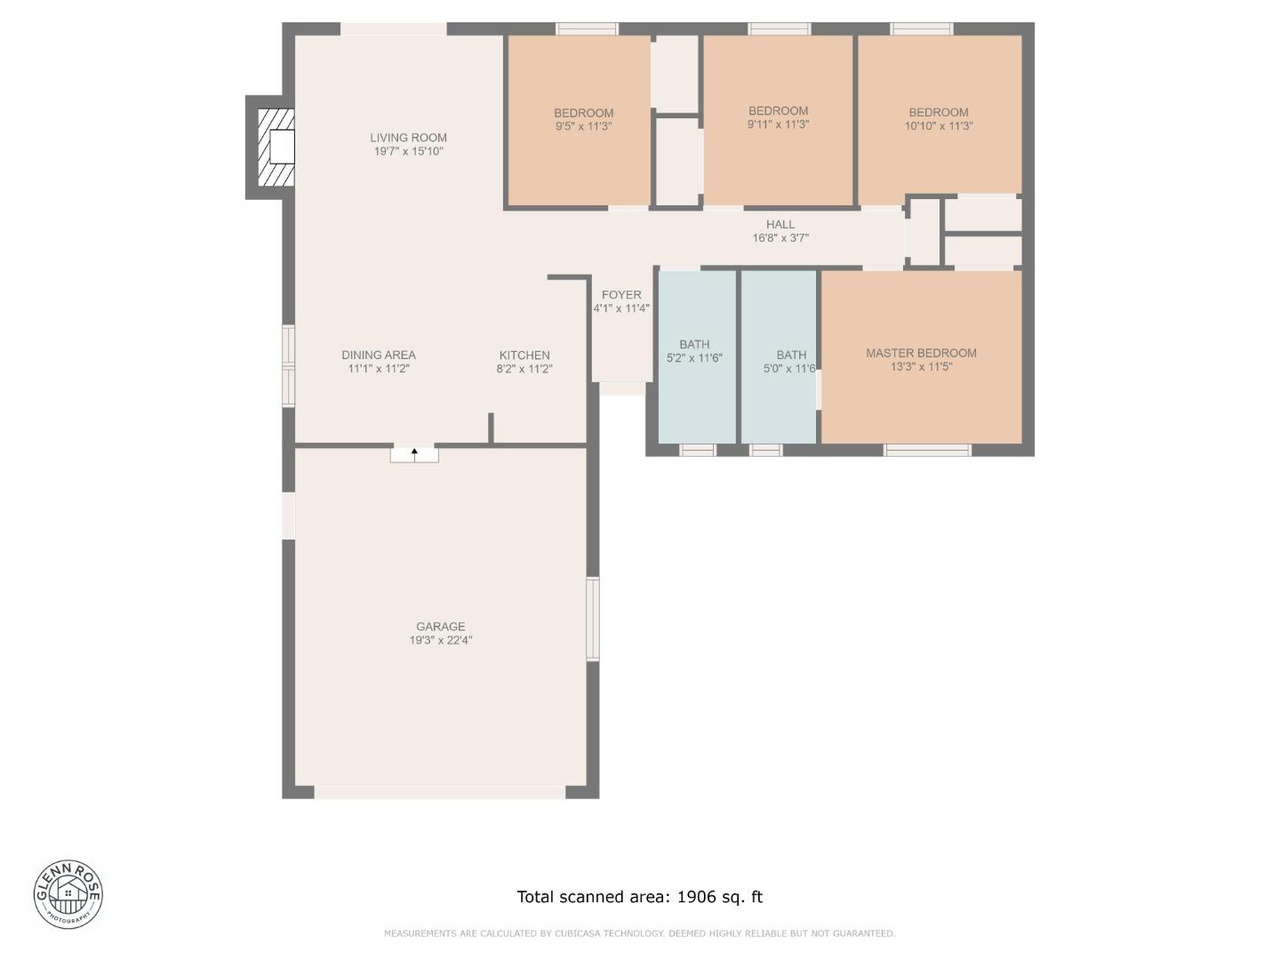 LIVING ROOM
19'7" x 15'10"
BEDROOM
9'5" x 11'3"
BEDROOM
9'11" x 11'3"
BEDROOM
10'10" x 11'3"
HALL
16'8" x 3'7"
FOYER
4'1" x 11'4"
DINING AREA
11'1" x 11'2"
KITCHEN
8'2" x 11'2"
BATH
5'2" x 11'6"
BATH
5'0" x 11'6
MASTER BEDROOM
13'3" x 11'5"
GARAGE
19'3" x 22'4"
GLENN ROSE
PHOTOGRAPHY
Total scanned area: 1906 sq. ft
MEASUREMENTS ARE CALCULATED BY CUBICASA TECHNOLOGY. DEEMED HIGHLY RELIABLE BUT NOT GUARANTEED.